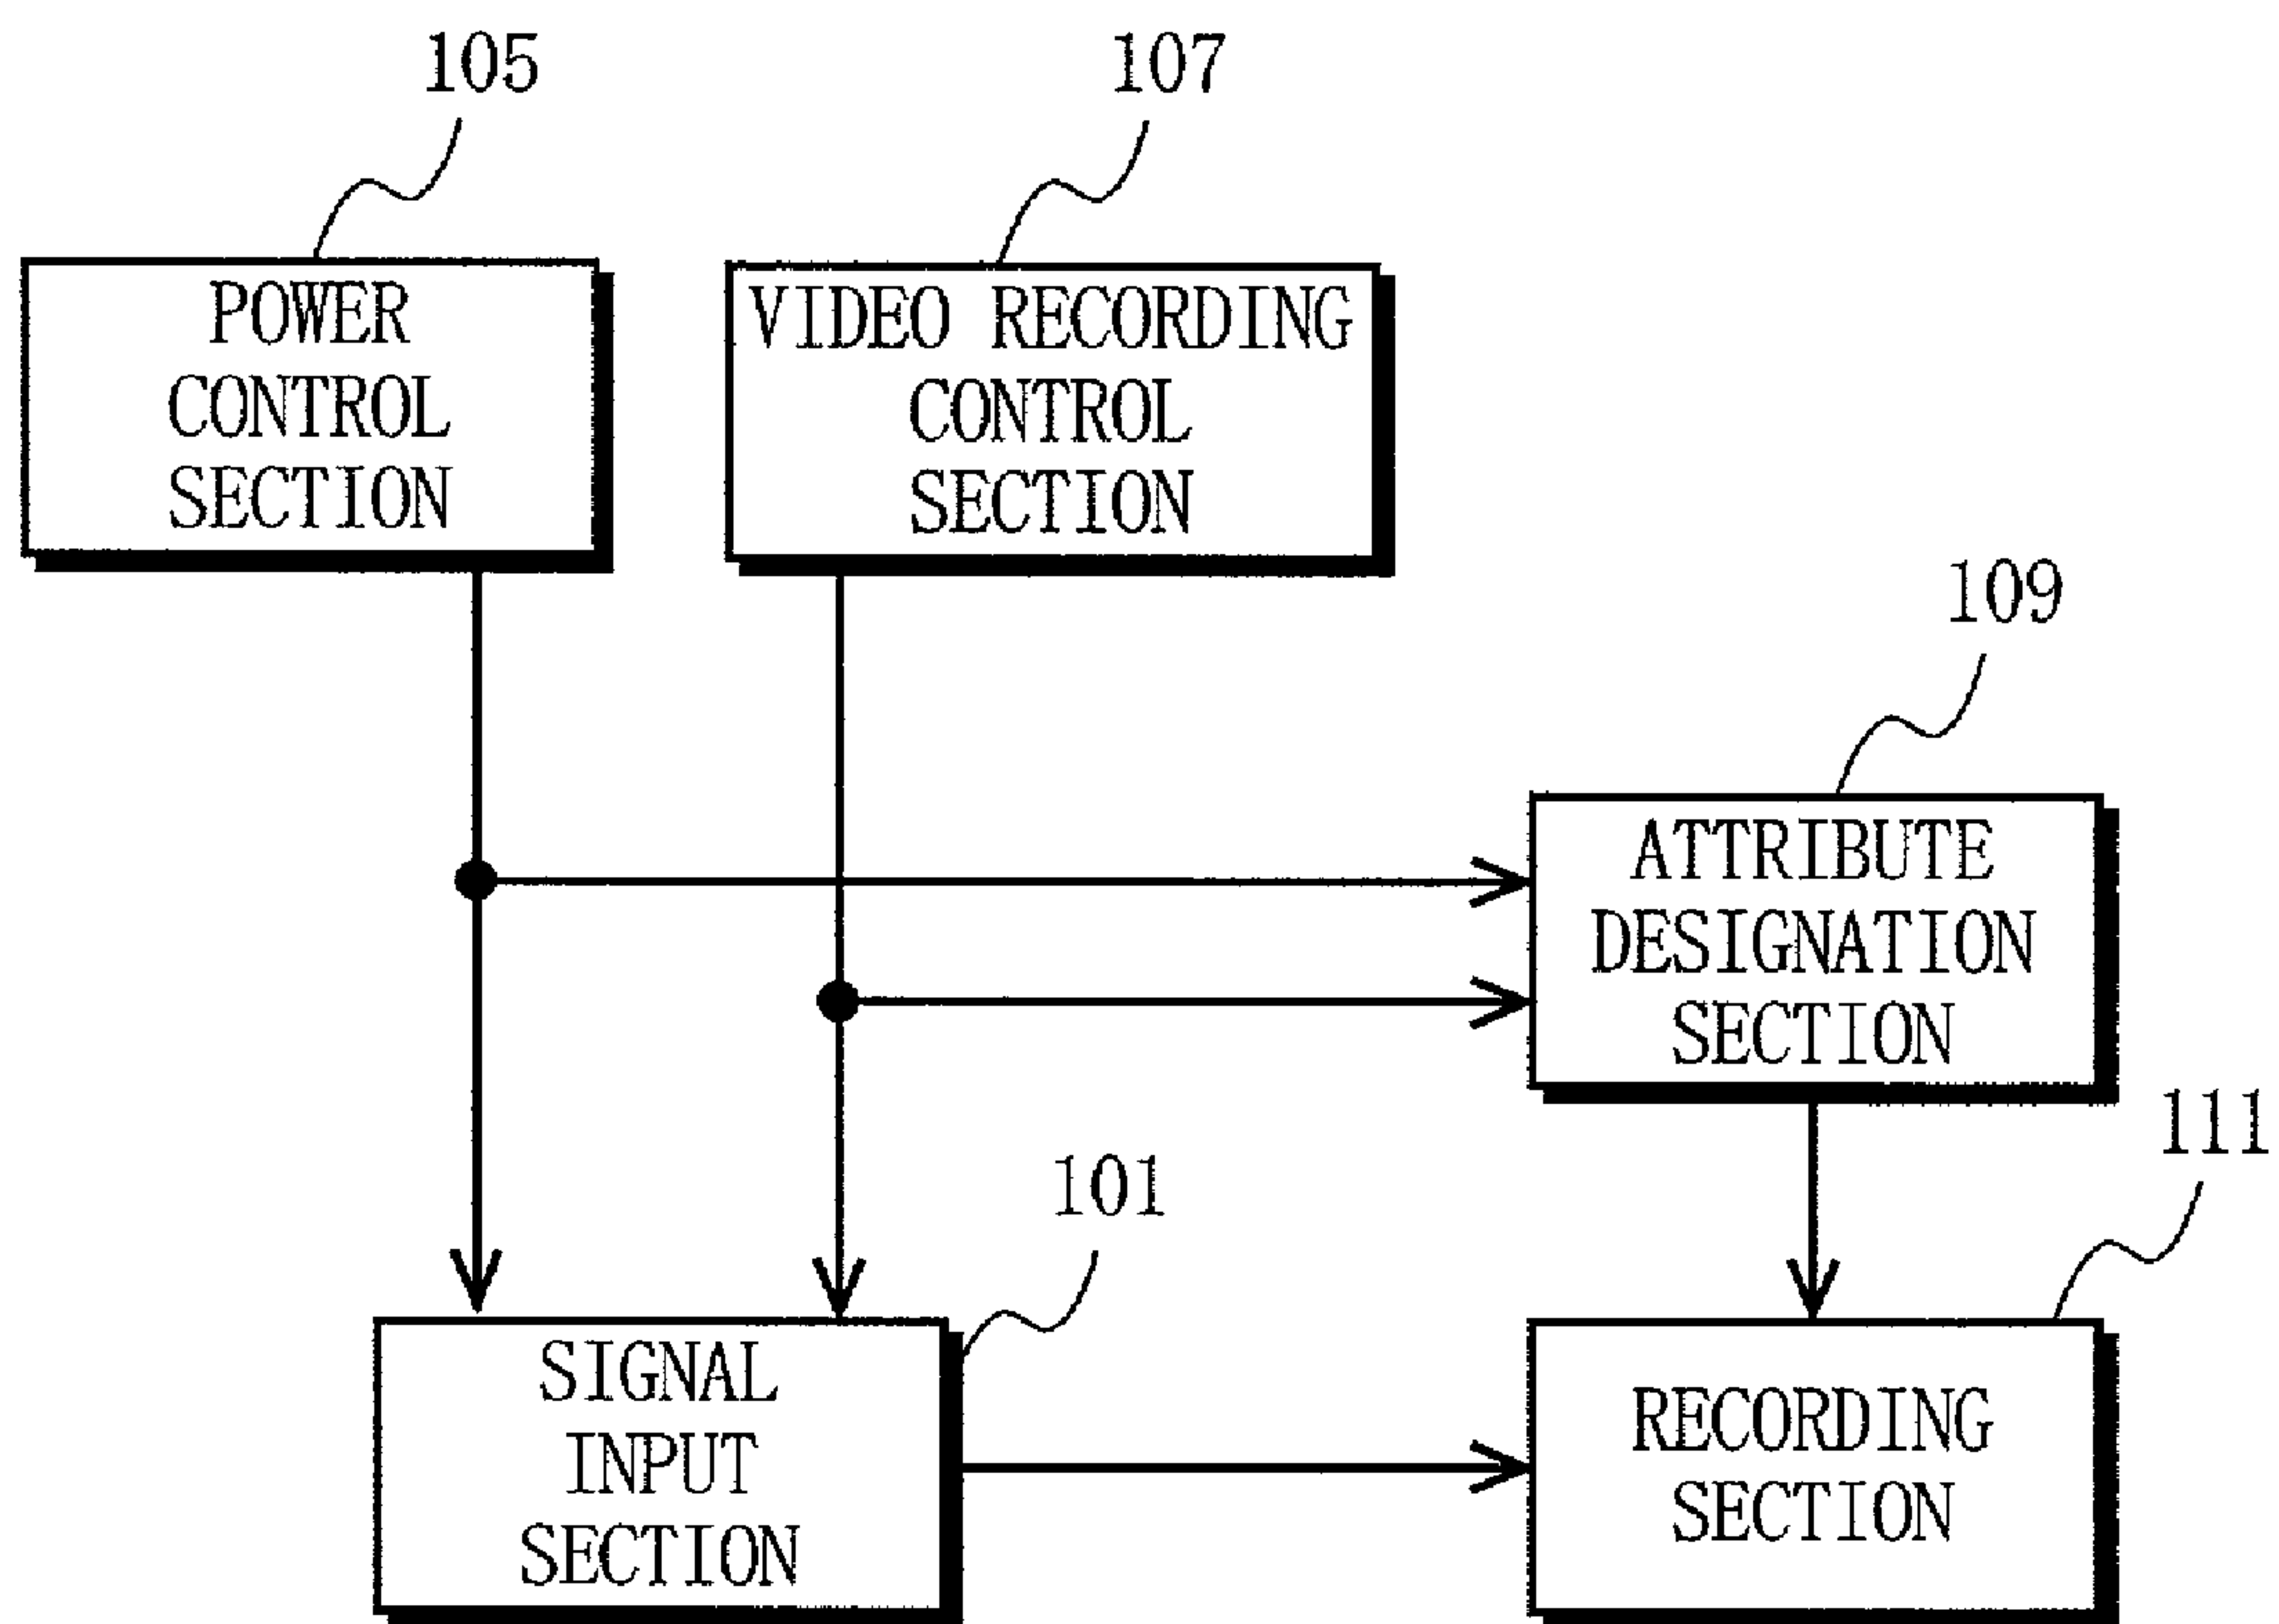 105
107
POWER
CONTROL
SECTION
VIDEO RECORDING
CONTROL
SECTION
109
ATTRIBUTE
DESIGNATION
SECTION
111
101
SIGNAL
INPUT
SECTION
RECORDING
SECTION